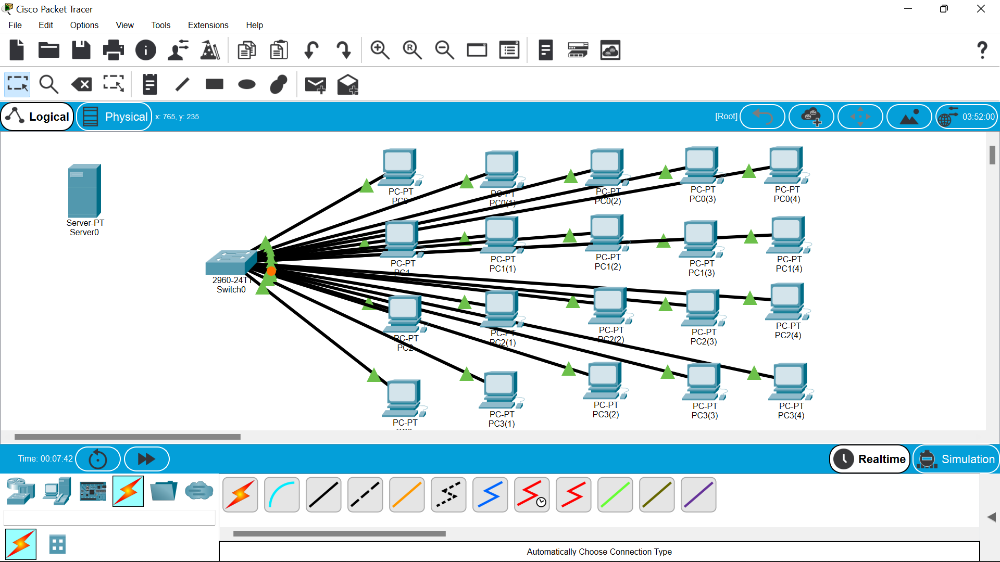 Cisco Packet Tracer
File Edit Options View Tools Extensions Help
Logical Physical x: 765, y: 235 [Root] 03:52:00
PC-PT
PC0
PC-PT
PC0(1)
PC-PT
PC0(2)
PC-PT
PC0(3)
PC-PT
PC0(4)
Server-PT
Server0
PC-PT
PC1
PC-PT
PC1(1)
PC-PT
PC1(2)
PC-PT
PC1(3)
PC-PT
PC1(4)
2960-24TT
Switch0
PC-PT
PC2
PC-PT
PC2(1)
PC-PT
PC2(2)
PC-PT
PC2(3)
PC-PT
PC2(4)
PC-PT
PC-PT
PC3(1)
PC-PT
PC3(2)
PC-PT
PC3(3)
PC-PT
PC3(4)
Time: 00:07:42 Realtime Simulation
Automatically Choose Connection Type